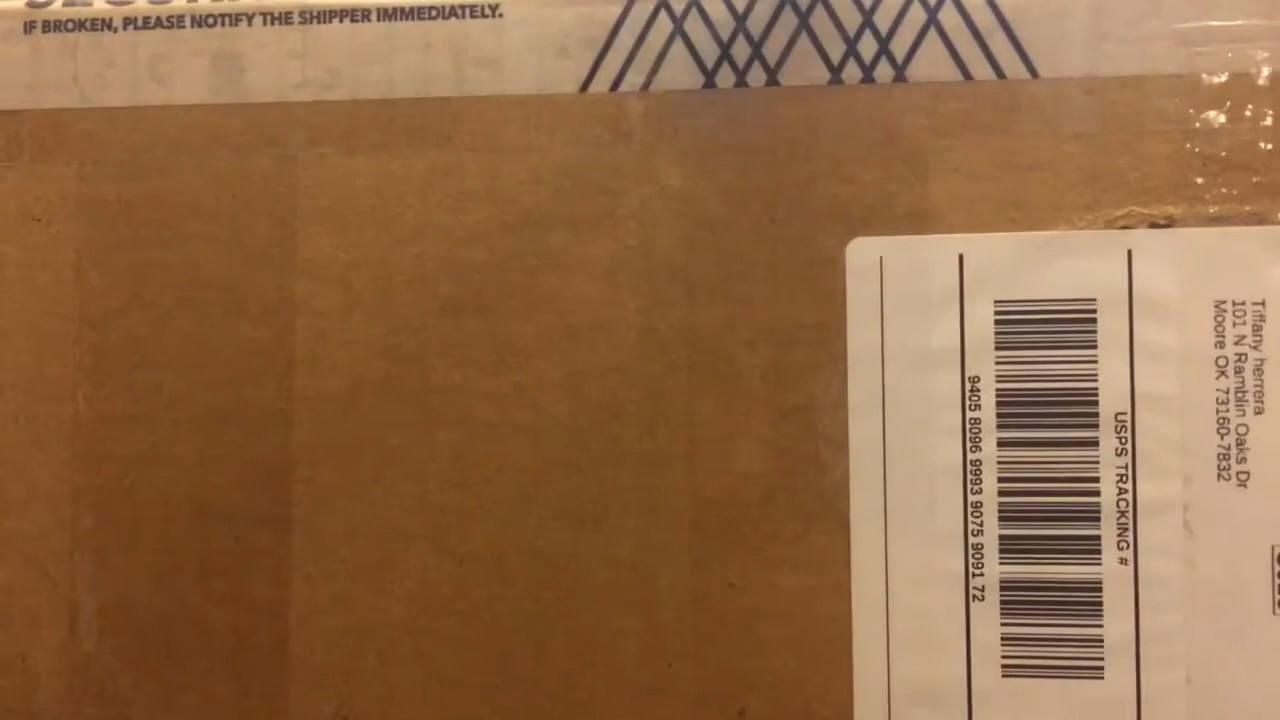 IF BROKEN, PLEASE NOTIFY THE SHIPPER IMMEDIATELY.
Tiffany herrera
101 N Ramblin Oaks Dr
Moore OK 73160-7832
USPS TRACKING #
9405 8096 9993 9075 9091 72